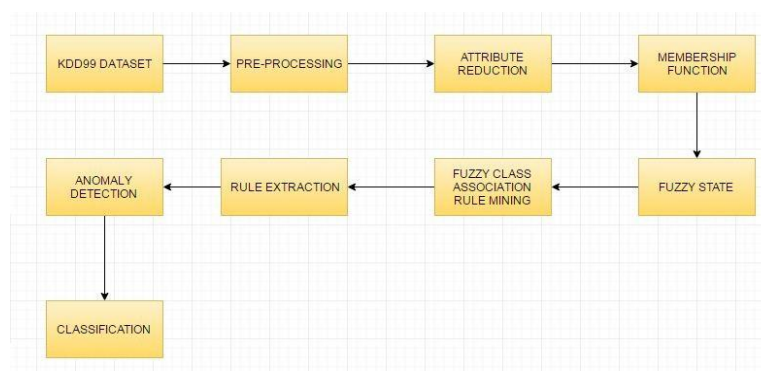 KDD99 DATASET
PRE-PROCESSING
ATTRIBUTE
REDUCTION
MEMBERSHIP
FUNCTION
FUZZY STATE
FUZZY CLASS
ASSOCIATION
RULE MINING
RULE EXTRACTION
ANOMALY
DETECTION
CLASSIFICATION